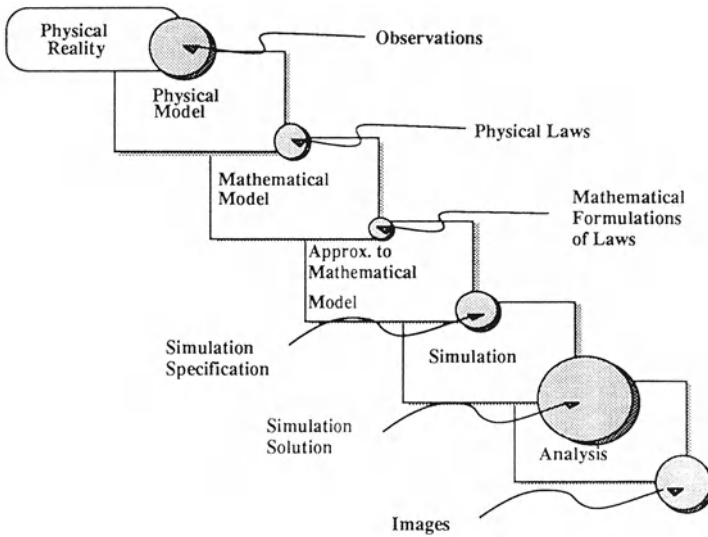 Physical
Reality
Observations
Physical
Model
Physical Laws
Mathematical
Model
Mathematical
Formulations
of Laws
Approx. to
Mathematical
Model
Simulation
Specification
Simulation
Simulation
Solution
Analysis
Images